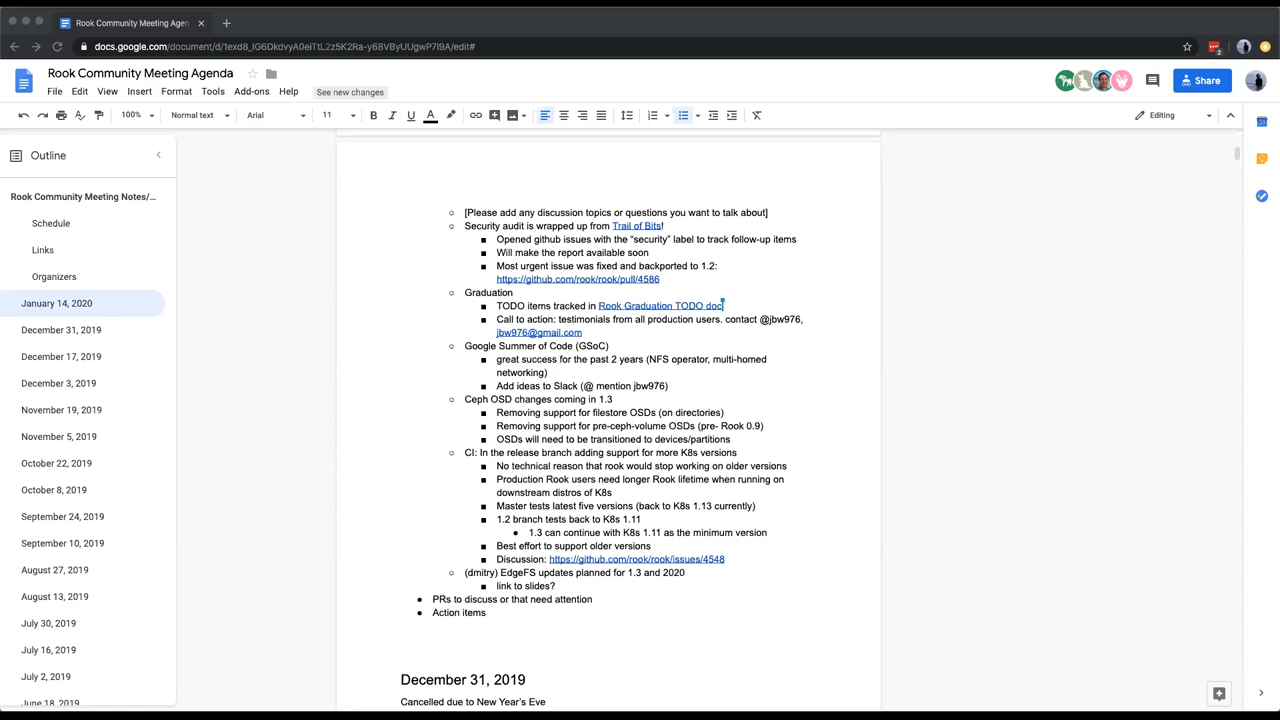 Rook Community Meeting Agen
docs.google.com/document/d/1exd8_IG6DkdvyA0eiTtL2z5K2Ra-y68VByUUgwP7I9A/edit#
2
Rook Community Meeting Agenda
File Edit View Insert Format Tools Add-ons Help See new changes
Share
100% Normal text Arial 11 B I U A Editing
Outline
Rook Community Meeting Notes/...
Schedule
Links
Organizers
January 14, 2020
December 31, 2019
December 17, 2019
December 3, 2019
November 19, 2019
November 5, 2019
October 22, 2019
October 8, 2019
September 24, 2019
September 10, 2019
August 27, 2019
August 13, 2019
July 30, 2019
July 16, 2019
July 2, 2019
June 18, 2019
[Please add any discussion topics or questions you want to talk about]
Security audit is wrapped up from Trail of Bits!
Opened github issues with the “security” label to track follow-up items
Will make the report available soon
Most urgent issue was fixed and backported to 1.2:
https://github.com/rook/rook/pull/4586
Graduation
TODO items tracked in Rook Graduation TODO doc
Call to action: testimonials from all production users. contact @jbw976,
jbw976@gmail.com
Google Summer of Code (GSoC)
great success for the past 2 years (NFS operator, multi-homed
networking)
Add ideas to Slack (@ mention jbw976)
Ceph OSD changes coming in 1.3
Removing support for filestore OSDs (on directories)
Removing support for pre-ceph-volume OSDs (pre- Rook 0.9)
OSDs will need to be transitioned to devices/partitions
CI: In the release branch adding support for more K8s versions
No technical reason that rook would stop working on older versions
Production Rook users need longer Rook lifetime when running on
downstream distros of K8s
Master tests latest five versions (back to K8s 1.13 currently)
1.2 branch tests back to K8s 1.11
1.3 can continue with K8s 1.11 as the minimum version
Best effort to support older versions
Discussion: https://github.com/rook/rook/issues/4548
(dmitry) EdgeFS updates planned for 1.3 and 2020
link to slides?
PRs to discuss or that need attention
Action items
December 31, 2019
Cancelled due to New Year’s Eve